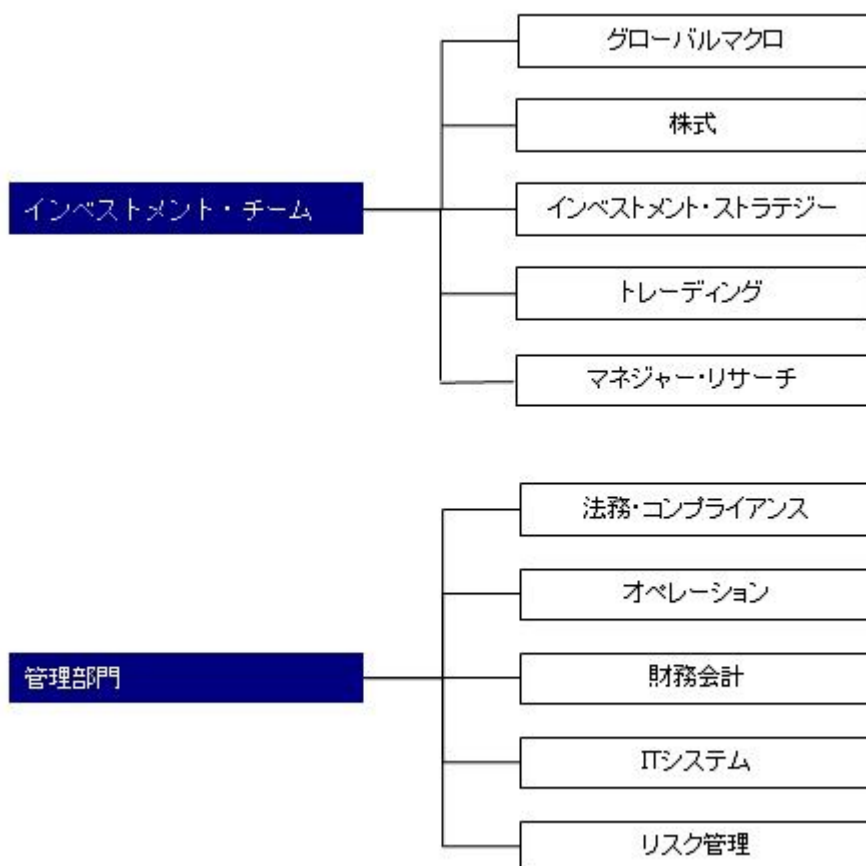 インベストメント・チーム
グローバルマクロ
株式
インベストメント・ストラテジー
トレーディング
マネジャー・リサーチ
管理部門
法務・コンプライアンス
オペレーション
財務会計
ITシステム
リスク管理